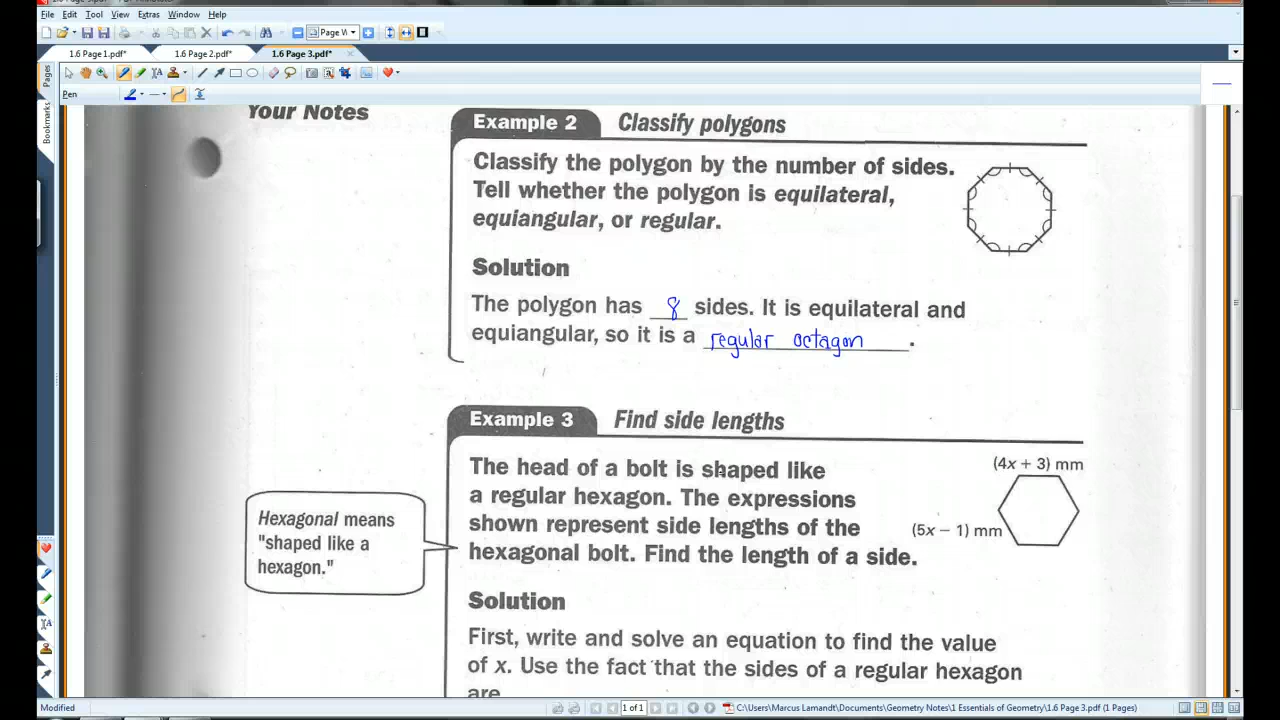 File Edit Tool View Extras Window Help
Page W
1.6 Page 1.pdf* 1.6 Page 2.pdf* 1.6 Page 3.pdf*
Pen
Pages
Bookmarks
Your Notes
Example 2 Classify polygons
Classify the polygon by the number of sides.
Tell whether the polygon is equilateral,
equiangular, or regular.
Solution
The polygon has 8 sides. It is equilateral and
equiangular, so it is a regular octagon.
Example 3 Find side lengths
The head of a bolt is shaped like
a regular hexagon. The expressions
shown represent side lengths of the
hexagonal bolt. Find the length of a side.
(4x + 3) mm
(5x − 1) mm
Hexagonal means
"shaped like a
hexagon."
Solution
First, write and solve an equation to find the value
of x. Use the fact that the sides of a regular hexagon
are
Modified 1 of 1 C:\Users\Marcus Lamandt\Documents\Geometry Notes\1 Essentials of Geometry\1.6 Page 3.pdf (1 Pages)